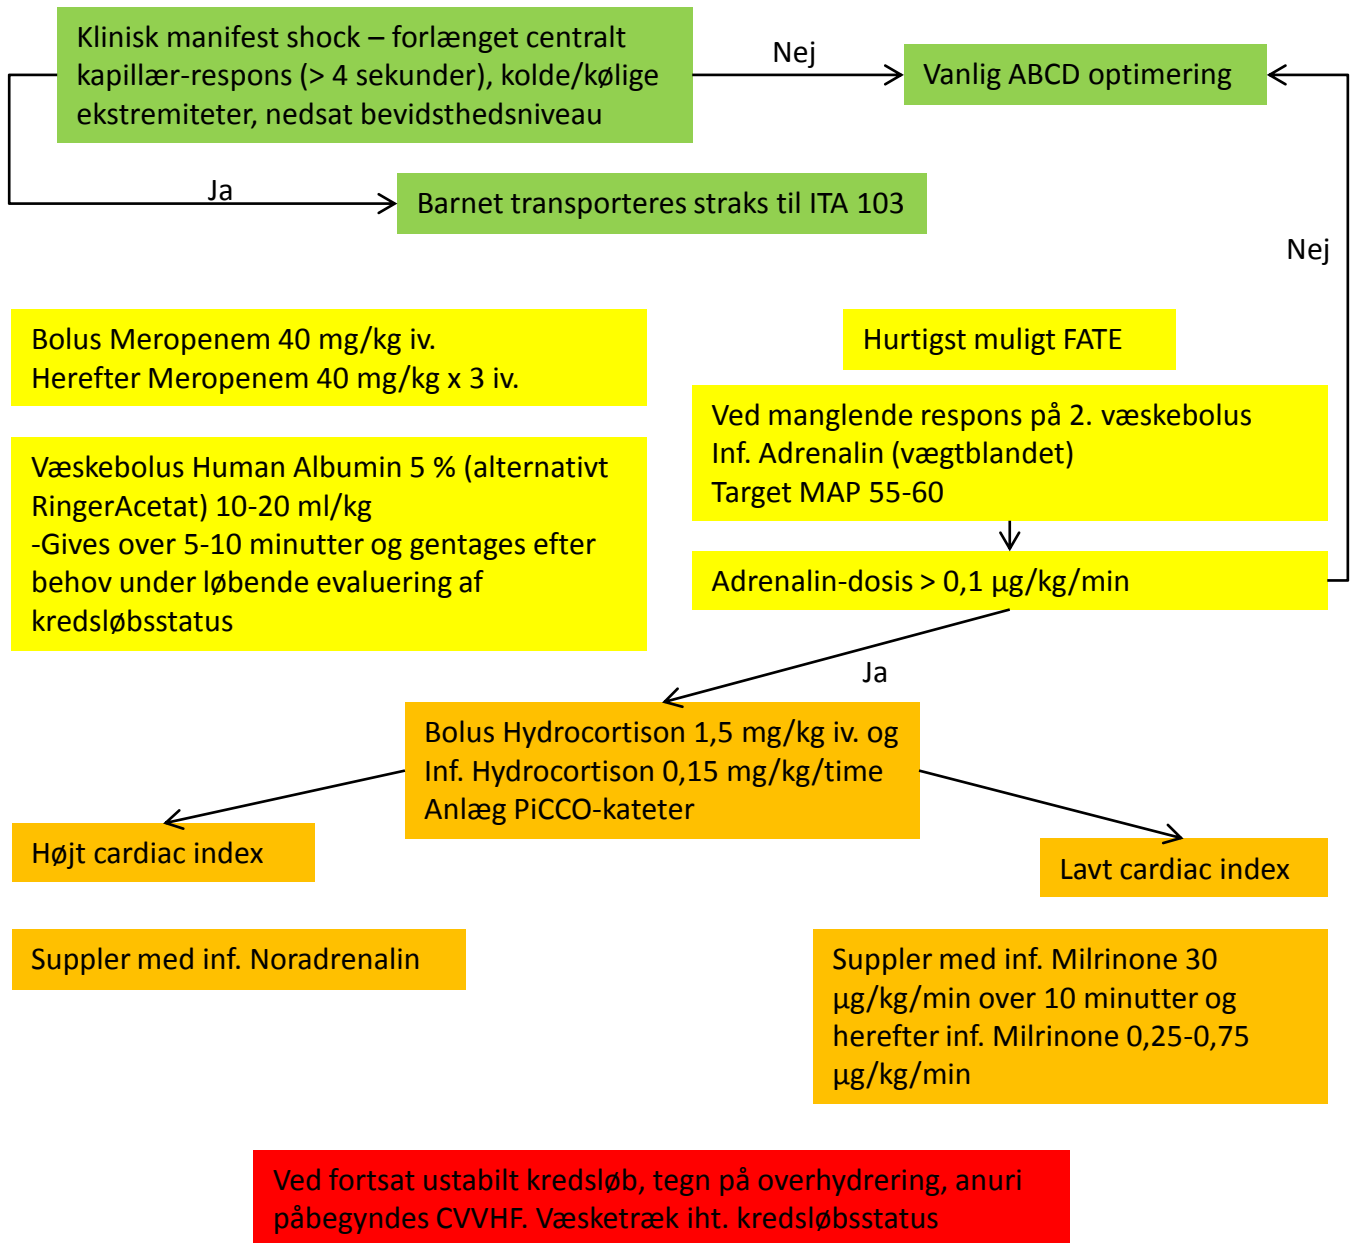 Klinisk manifest shock – forlænget centralt
kapillær-respons (> 4 sekunder), kolde/kølige
ekstremiteter, nedsat bevidsthedsniveau
Nej
Vanlig ABCD optimering
Ja
Barnet transporteres straks til ITA 103
Nej
Bolus Meropenem 40 mg/kg iv.
Herefter Meropenem 40 mg/kg x 3 iv.
Hurtigst muligt FATE
Væskebolus Human Albumin 5 % (alternativt
RingerAcetat) 10-20 ml/kg
-Gives over 5-10 minutter og gentages efter
behov under løbende evaluering af
kredsløbsstatus
Ved manglende respons på 2. væskebolus
Inf. Adrenalin (vægtblandet)
Target MAP 55-60
Adrenalin-dosis > 0,1 µg/kg/min
Ja
Bolus Hydrocortison 1,5 mg/kg iv. og
Inf. Hydrocortison 0,15 mg/kg/time
Anlæg PiCCO-kateter
Højt cardiac index
Lavt cardiac index
Suppler med inf. Noradrenalin
Suppler med inf. Milrinone 30
µg/kg/min over 10 minutter og
herefter inf. Milrinone 0,25-0,75
µg/kg/min
Ved fortsat ustabilt kredsløb, tegn på overhydrering, anuri
påbegyndes CVVHF. Væsketræk iht. kredsløbsstatus